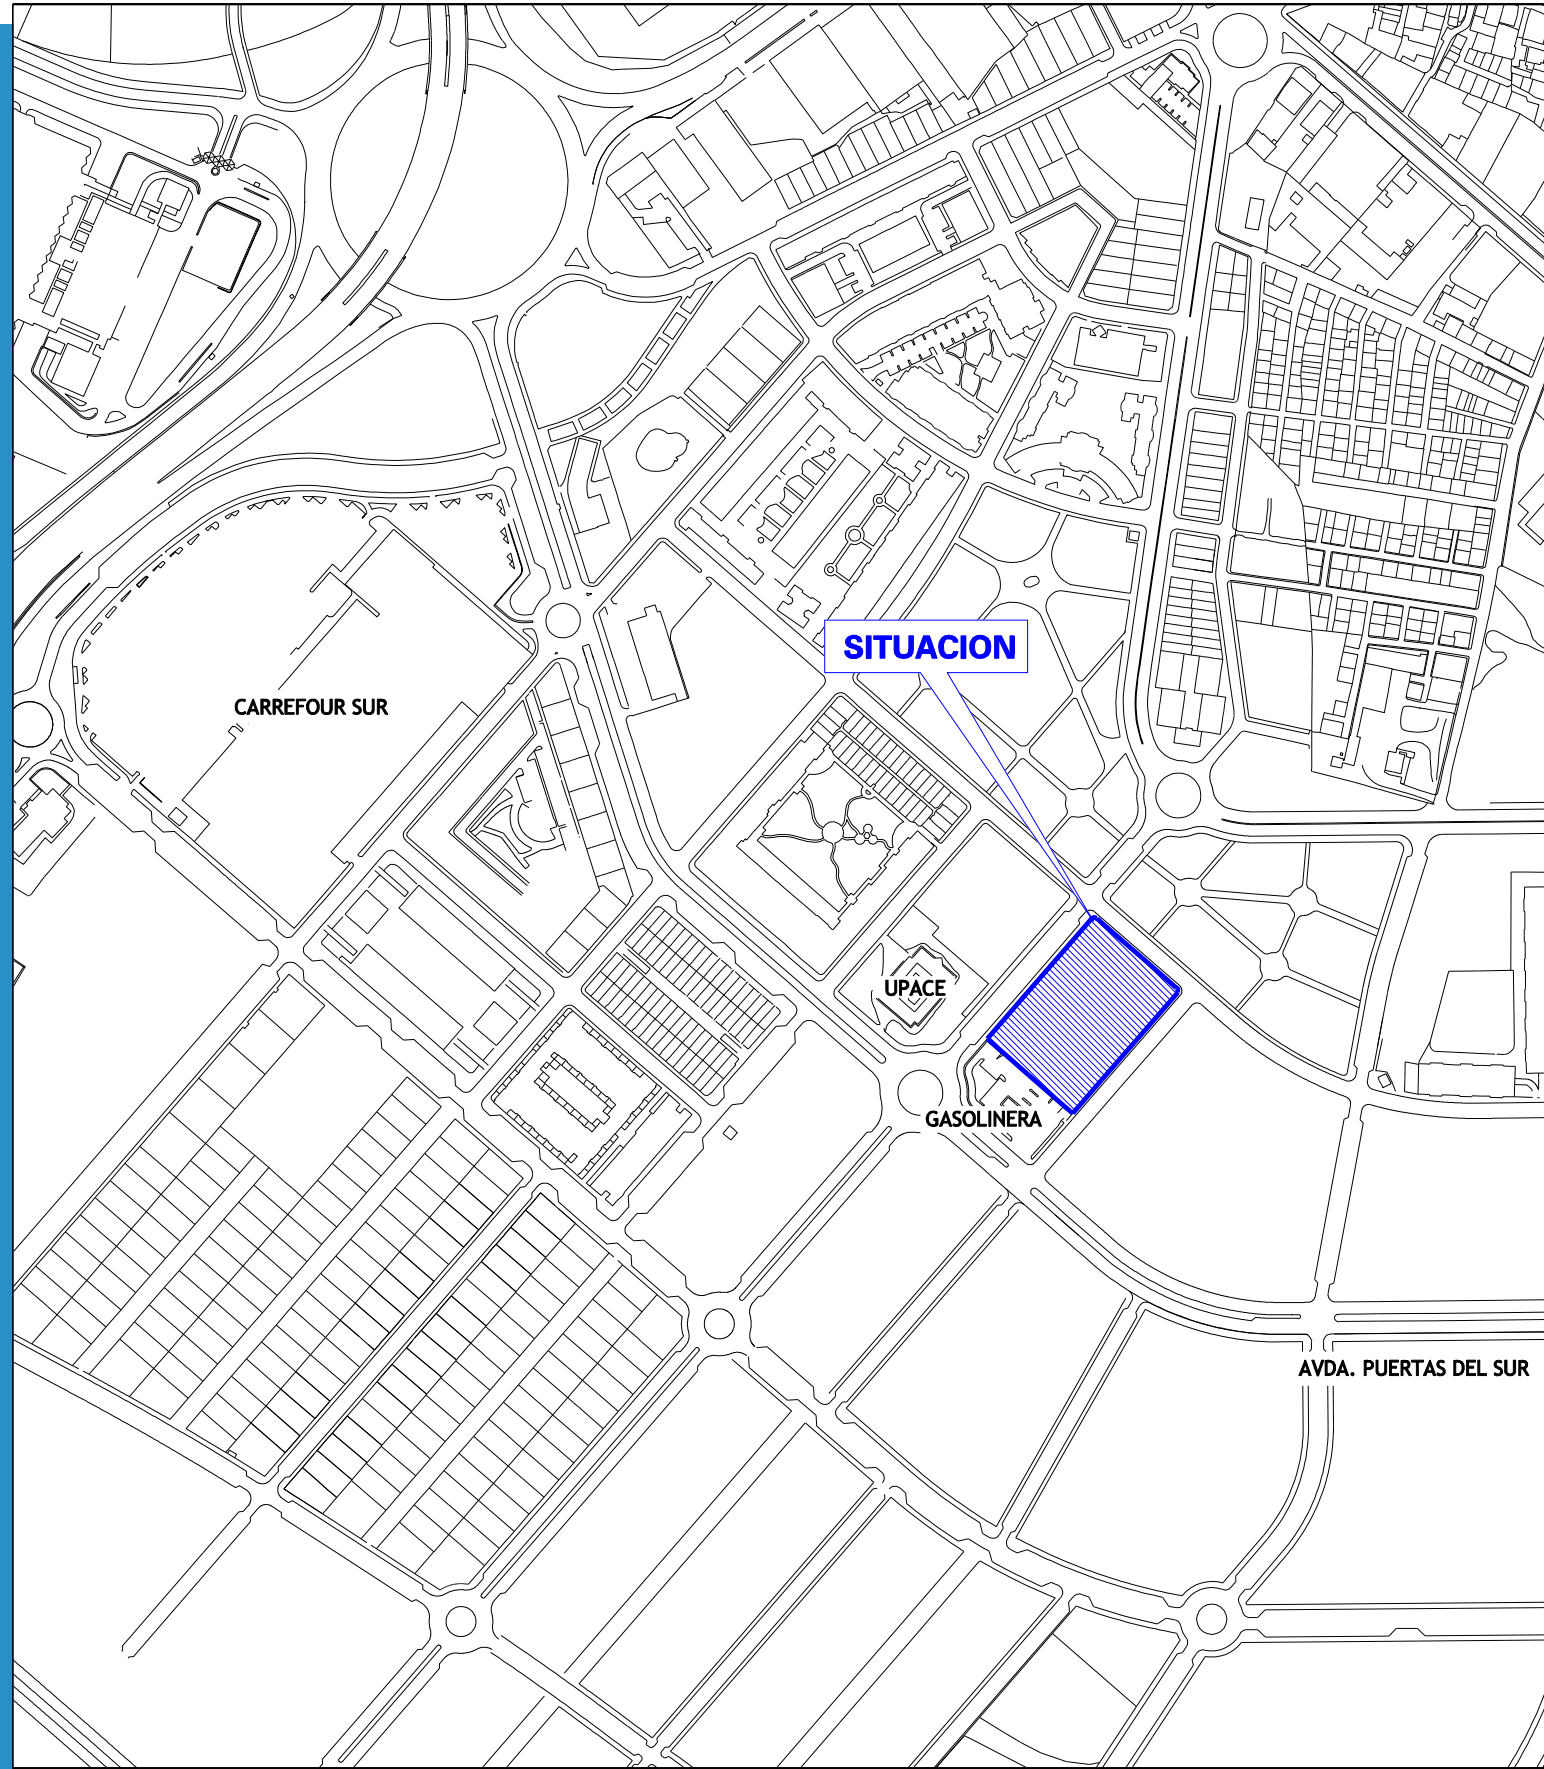 SITUACION
CARREFOUR SUR
UPACE
GASOLINERA
AVDA. PUERTAS DEL SUR